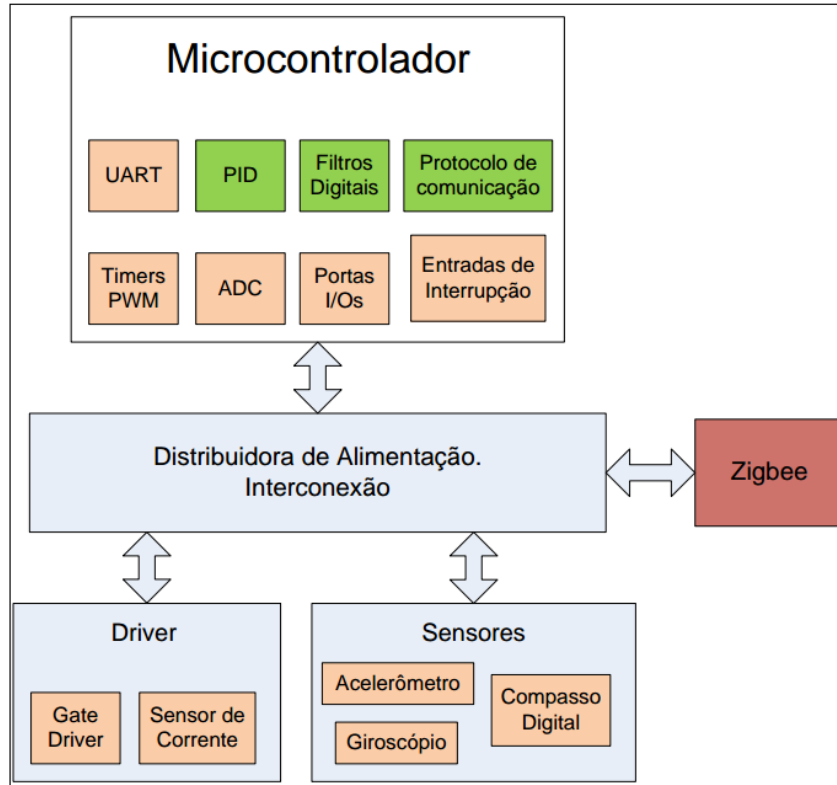 Microcontrolador
UART
PID
Filtros
Digitais
Protocolo de
comunicação
Timers
PWM
ADC
Portas
I/Os
Entradas de
Interrupção
Distribuidora de Alimentação.
Interconexão
Zigbee
Driver
Gate
Driver
Sensor de
Corrente
Sensores
Acelerômetro
Giroscópio
Compasso
Digital